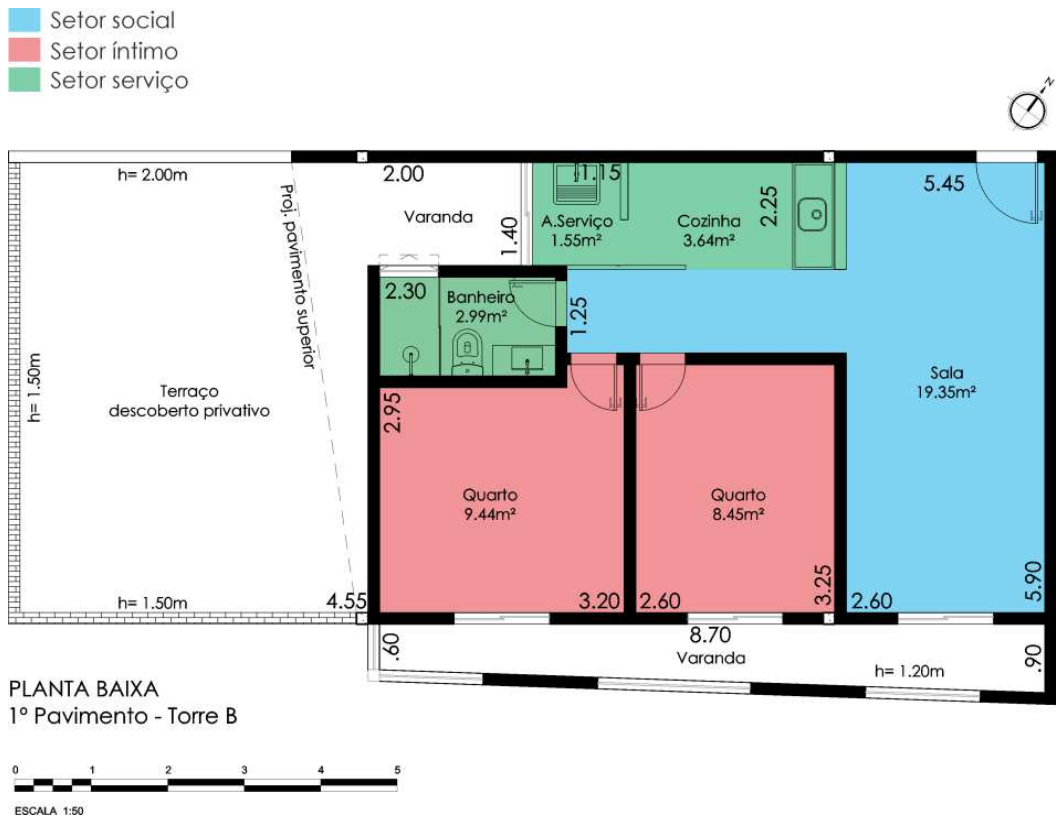 Setor social
Setor íntimo
Setor serviço
N
h= 2.00m
2.00
1.15
5.45
Proj. pavimento superior
Varanda
1.40
A.Serviço
1.55m²
Cozinha
3.64m²
2.25
2.30
Banheiro
2.99m²
1.25
h= 1.50m
Terraço
descoberto privativo
2.95
Sala
19.35m²
Quarto
9.44m²
Quarto
8.45m²
h= 1.50m
4.55
3.20
2.60
3.25
2.60
5.90
.60
8.70
Varanda
h= 1.20m
.90
PLANTA BAIXA
1º Pavimento - Torre B
0 1 2 3 4 5
ESCALA 1:50